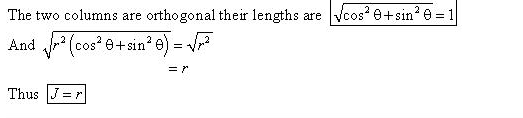 The two columns are orthogonal their lengths are √(cos² θ+sin² θ) = 1
And √(r² (cos² θ+sin² θ)) = √(r²)
= r
Thus J = r